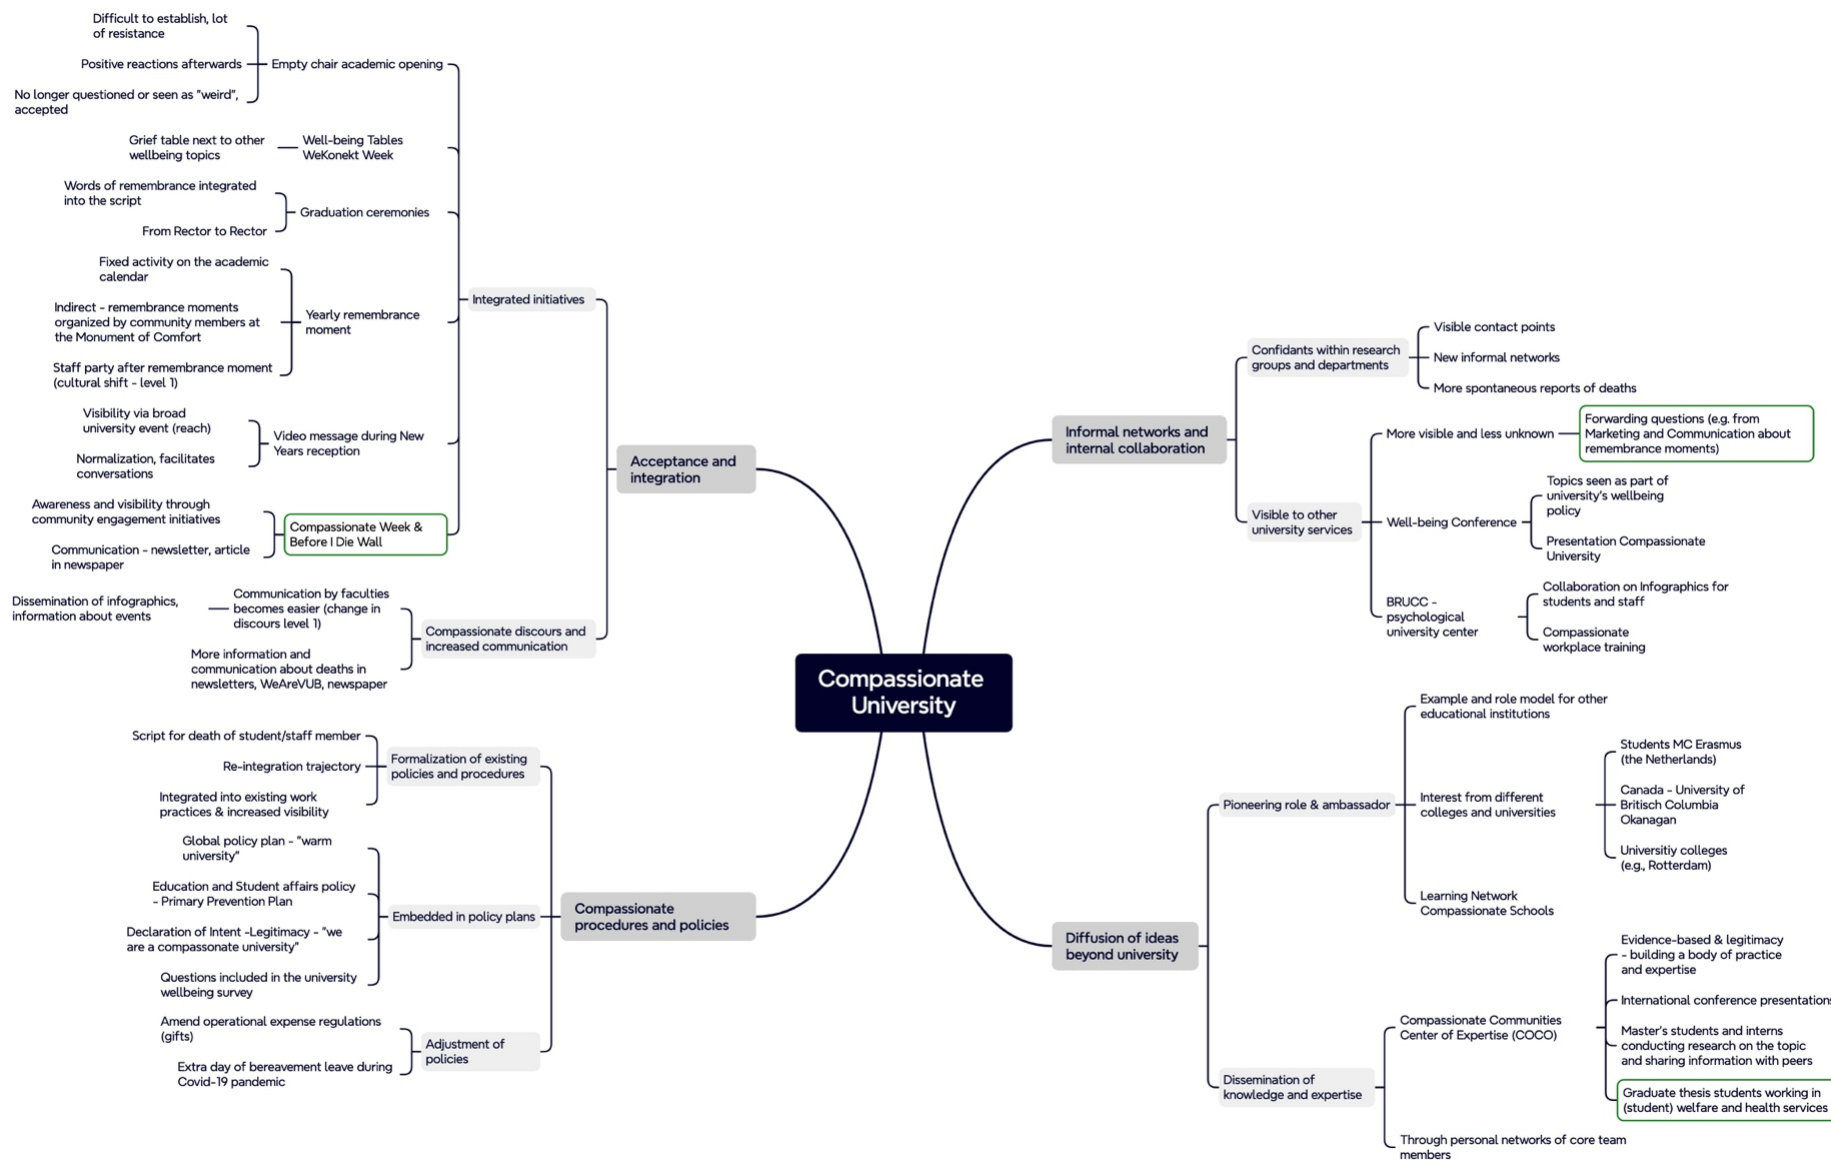 Difficult to establish, lot
of resistance
Positive reactions afterwards
No longer questioned or seen as "weird",
accepted
Empty chair academic opening
Grief table next to other
wellbeing topics
Well-being Tables
WeKonekt Week
Words of remembrance integrated
into the script
From Rector to Rector
Graduation ceremonies
Fixed activity on the academic
calendar
Indirect - remembrance moments
organized by community members at
the Monument of Comfort
Staff party after remembrance moment
(cultural shift - level 1)
Yearly remembrance
moment
Visibility via broad
university event (reach)
Normalization, facilitates
conversations
Video message during New
Years reception
Awareness and visibility through
community engagement initiatives
Communication - newsletter, article
in newspaper
Compassionate Week &
Before I Die Wall
Integrated initiatives
Dissemination of infographics,
information about events
Communication by faculties
becomes easier (change in
discours level 1)
More information and
communication about deaths in
newsletters, WeAreVUB, newspaper
Compassionate discours and
increased communication
Acceptance and
integration
Script for death of student/staff member
Re-integration trajectory
Integrated into existing work
practices & increased visibility
Formalization of existing
policies and procedures
Global policy plan - "warm
university"
Education and Student affairs policy
- Primary Prevention Plan
Declaration of Intent -Legitimacy - "we
are a compassonate university"
Questions included in the university
wellbeing survey
Embedded in policy plans
Amend operational expense regulations
(gifts)
Extra day of bereavement leave during
Covid-19 pandemic
Adjustment of
policies
Compassionate
procedures and policies
Compassionate
University
Informal networks and
internal collaboration
Confidants within research
groups and departments
Visible contact points
New informal networks
More spontaneous reports of deaths
Visible to other
university services
More visible and less unknown
Forwarding questions (e.g. from
Marketing and Communication about
remembrance moments)
Well-being Conference
Topics seen as part of
university's wellbeing
policy
Presentation Compassionate
University
BRUCC -
psychological
university center
Collaboration on Infographics for
students and staff
Compassionate
workplace training
Diffusion of ideas
beyond university
Pioneering role & ambassador
Example and role model for other
educational institutions
Interest from different
colleges and universities
Students MC Erasmus
(the Netherlands)
Canada - University of
Britisch Columbia
Okanagan
Universitiy colleges
(e.g., Rotterdam)
Learning Network
Compassionate Schools
Dissemination of
knowledge and expertise
Compassionate Communities
Center of Expertise (COCO)
Evidence-based & legitimacy
- building a body of practice
and expertise
International conference presentations
Master's students and interns
conducting research on the topic
and sharing information with peers
Graduate thesis students working in
(student) welfare and health services
Through personal networks of core team
members